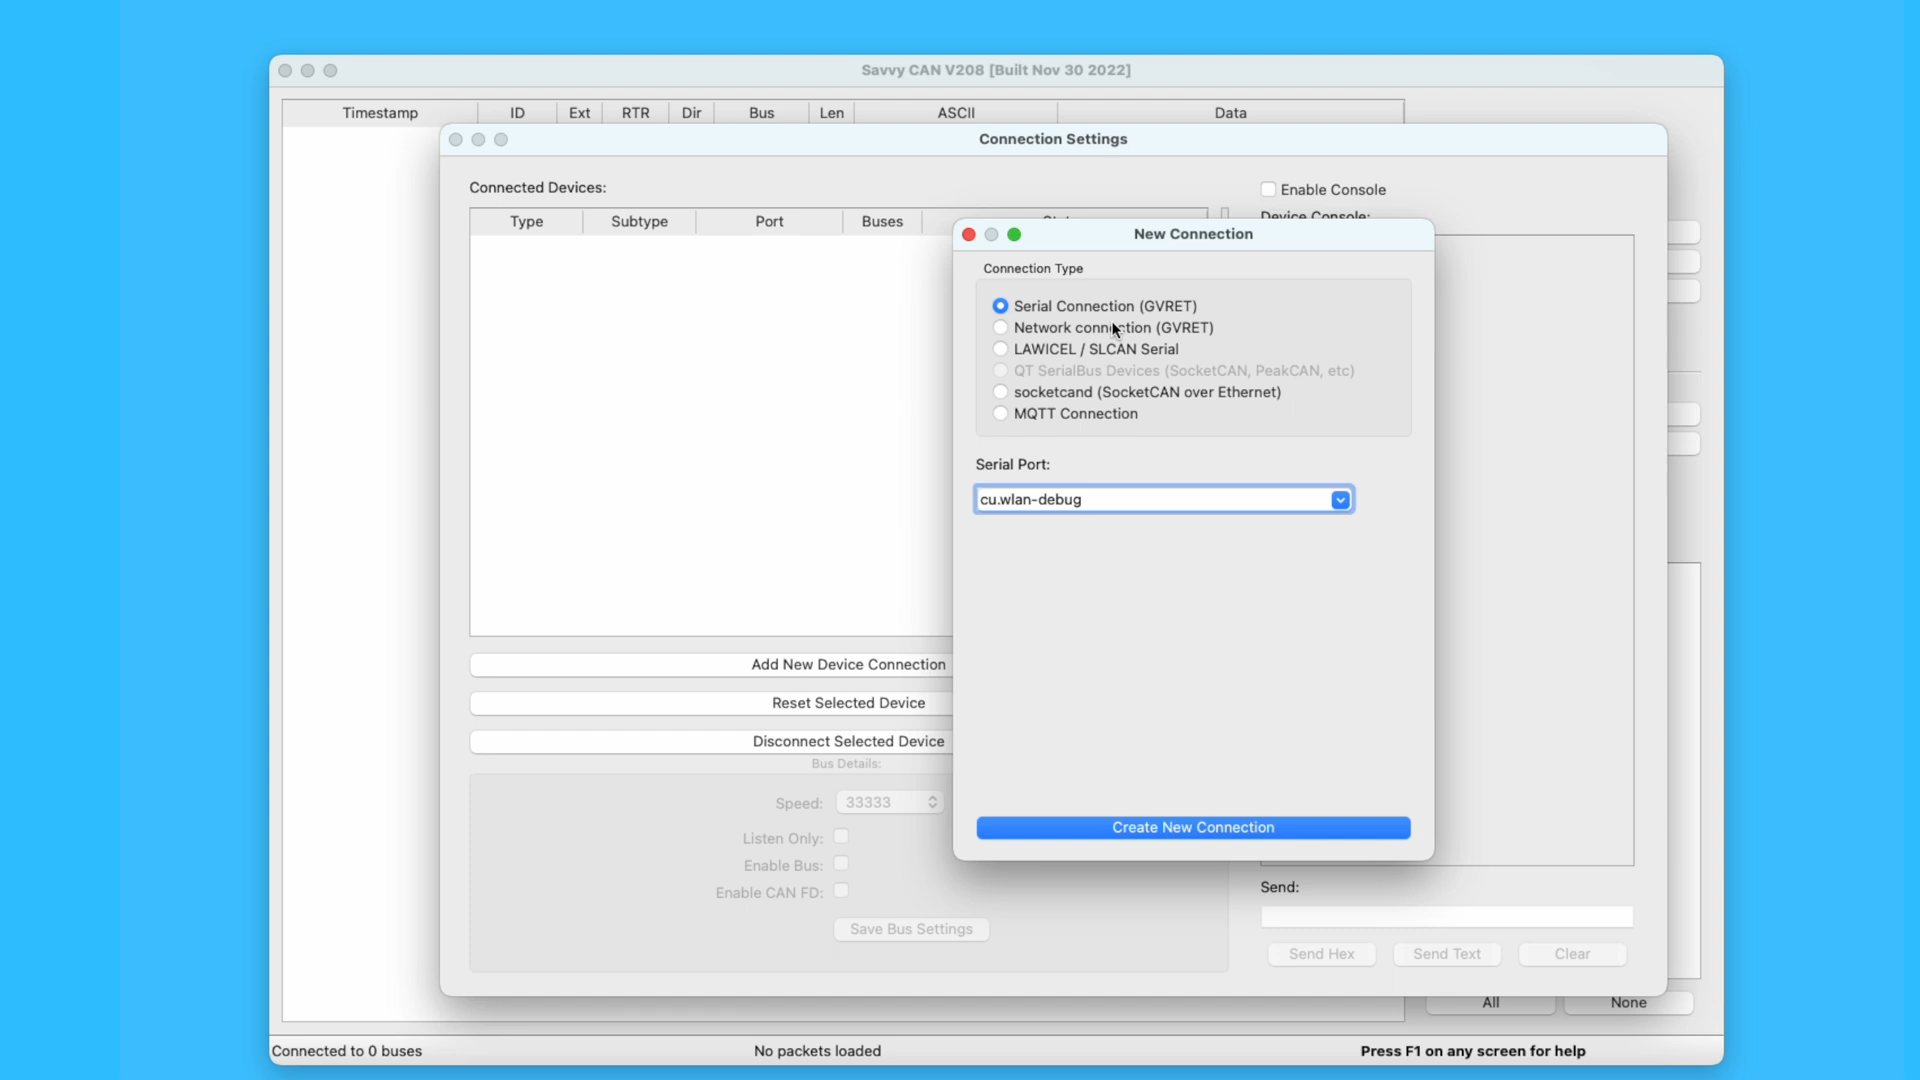 Savvy CAN V208 [Built Nov 30 2022]
Timestamp ID Ext RTR Dir Bus Len ASCII Data
Connection Settings
Connected Devices:
Enable Console
Device Console:
Type Subtype Port Buses
New Connection
Connection Type
Serial Connection (GVRET)
Network connection (GVRET)
LAWICEL / SLCAN Serial
QT SerialBus Devices (SocketCAN, PeakCAN, etc)
socketcand (SocketCAN over Ethernet)
MQTT Connection
Serial Port:
cu.wlan-debug
Add New Device Connection
Reset Selected Device
Disconnect Selected Device
Bus Details:
Speed: 33333
Create New Connection
Listen Only:
Enable Bus:
Enable CAN FD:
Send:
Save Bus Settings
Send Hex Send Text Clear
All None
Connected to 0 buses No packets loaded Press F1 on any screen for help